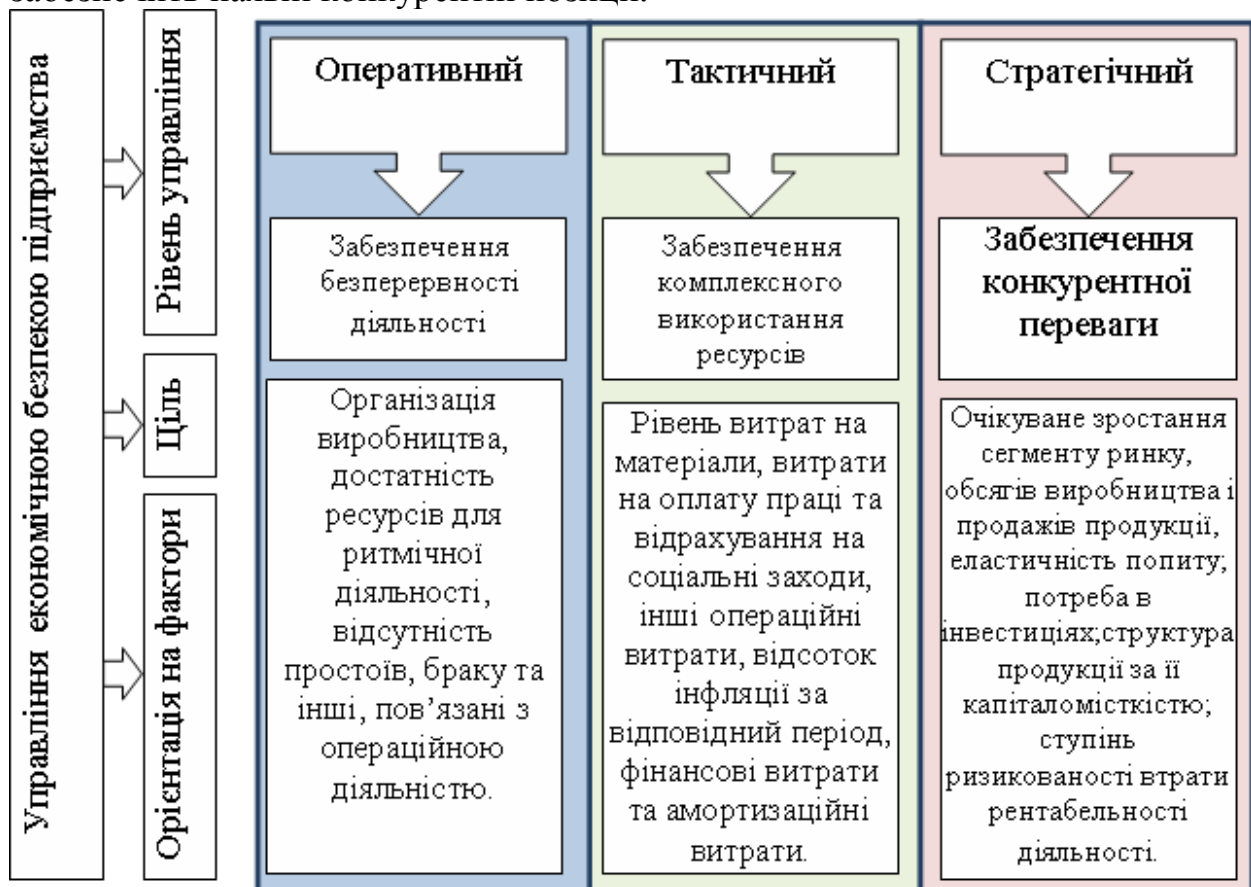 Управління економічною безпекою підприємства
Рівень управління
Ціль
Орієнтація на фактори
Оперативний
Забезпечення
безперервності
діяльності
Організація
виробництва,
достатність
ресурсів для
ритмічної
діяльності,
відсутність
простоїв, браку та
інші, пов’язані з
операційною
діяльністю.
Тактичний
Забезпечення
комплексного
використання
ресурсів
Рівень витрат на
матеріали, витрати
на оплату праці та
відрахування на
соціальні заходи,
інші операційні
витрати, відсоток
інфляції за
відповідний період,
фінансові витрати
та амортизаційні
витрати.
Стратегічний
Забезпечення
конкурентної
переваги
Очікуване зростання
сегменту ринку,
обсягів виробництва і
продажів продукції,
еластичність попиту;
потреба в
інвестиціях;структура
продукції за її
капіталомісткістю;
ступінь
ризикованості втрати
рентабельності
діяльності.